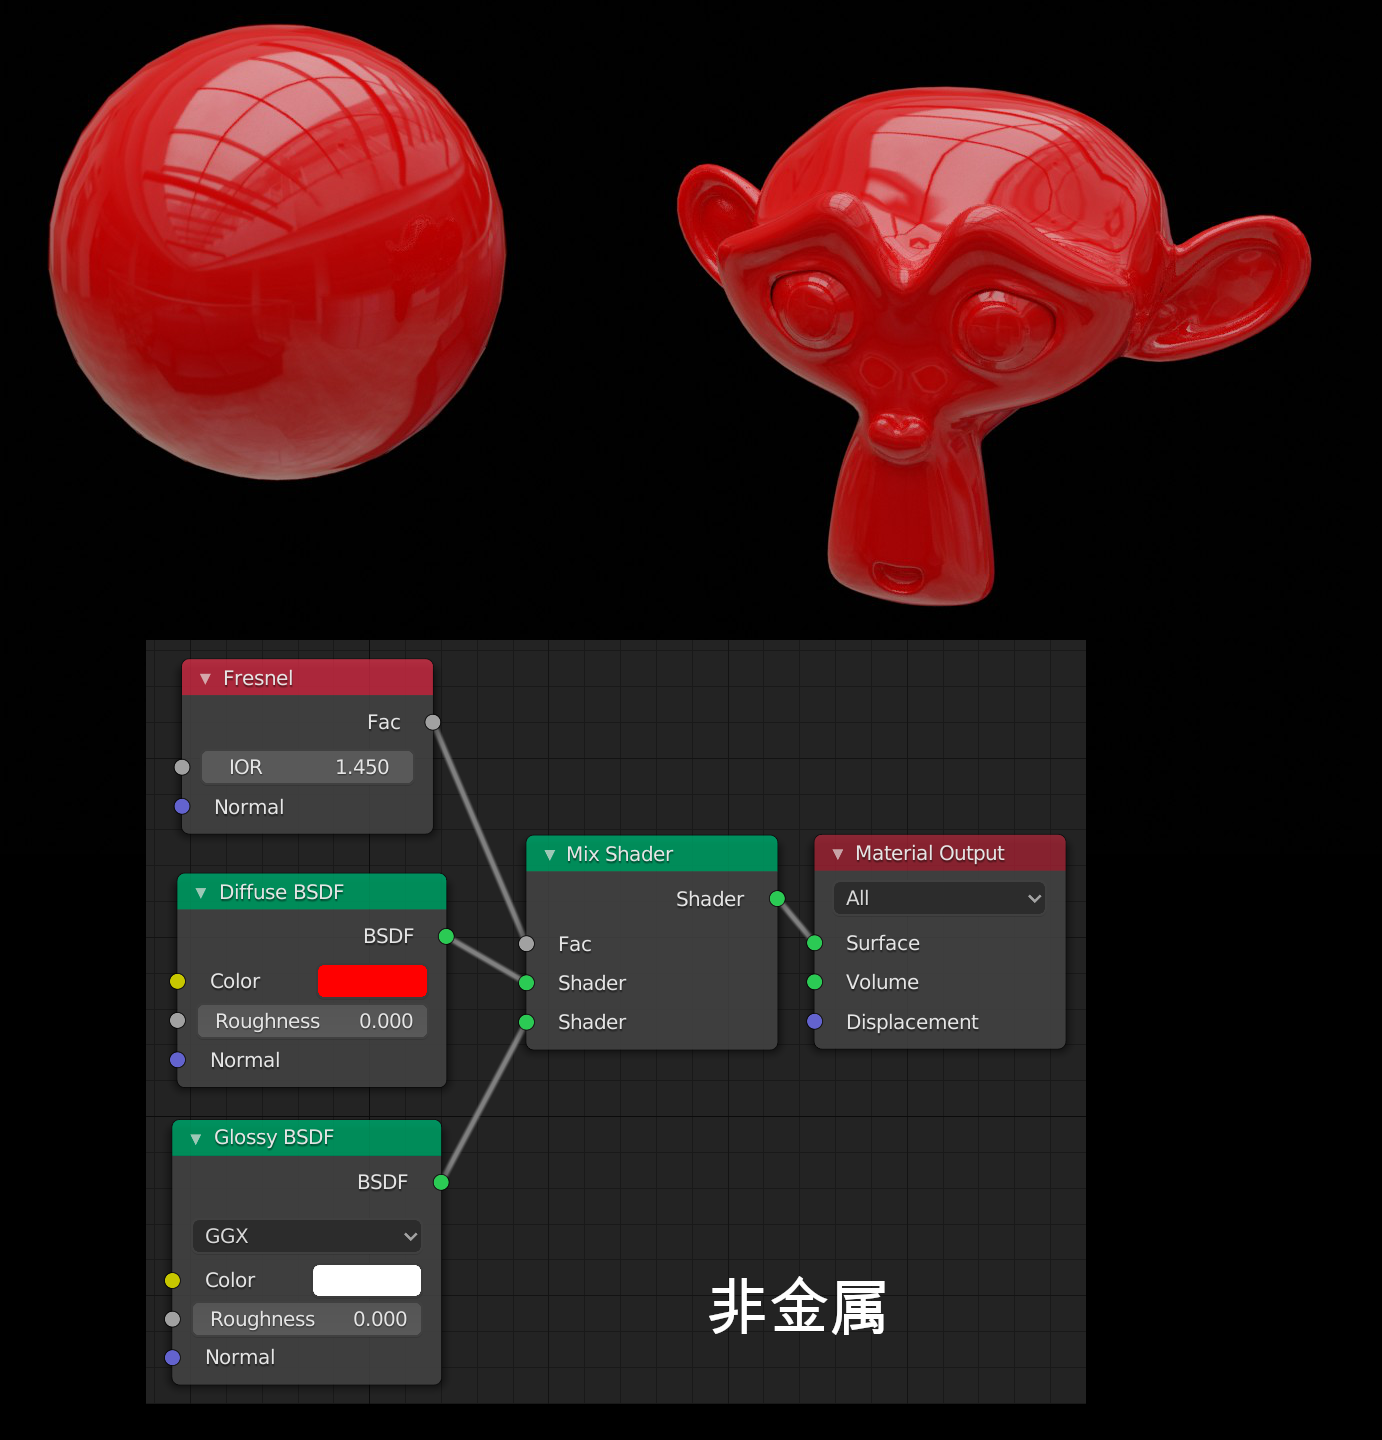 Fresnel
Fac
IOR 1.450
Normal
Diffuse BSDF
BSDF
Color
Roughness 0.000
Normal
Glossy BSDF
BSDF
GGX
Color
Roughness 0.000
Normal
Mix Shader
Shader
Fac
Shader
Shader
Material Output
All
Surface
Volume
Displacement
非金属